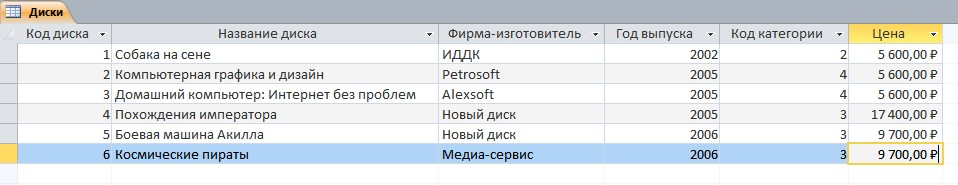 Диски
Код диска Название диска Фирма-изготовитель Год выпуска Код категории Цена
1 Собака на сене ИДДК 2002 2 5 600,00 ₽
2 Компьютерная графика и дизайн Petrosoft 2005 4 5 600,00 ₽
3 Домашний компьютер: Интернет без проблем Alexsoft 2005 4 5 600,00 ₽
4 Похождения императора Новый диск 2005 3 17 400,00 ₽
5 Боевая машина Акилла Новый диск 2006 3 9 700,00 ₽
6 Космические пираты Медиа-сервис 2006 3 9 700,00 ₽